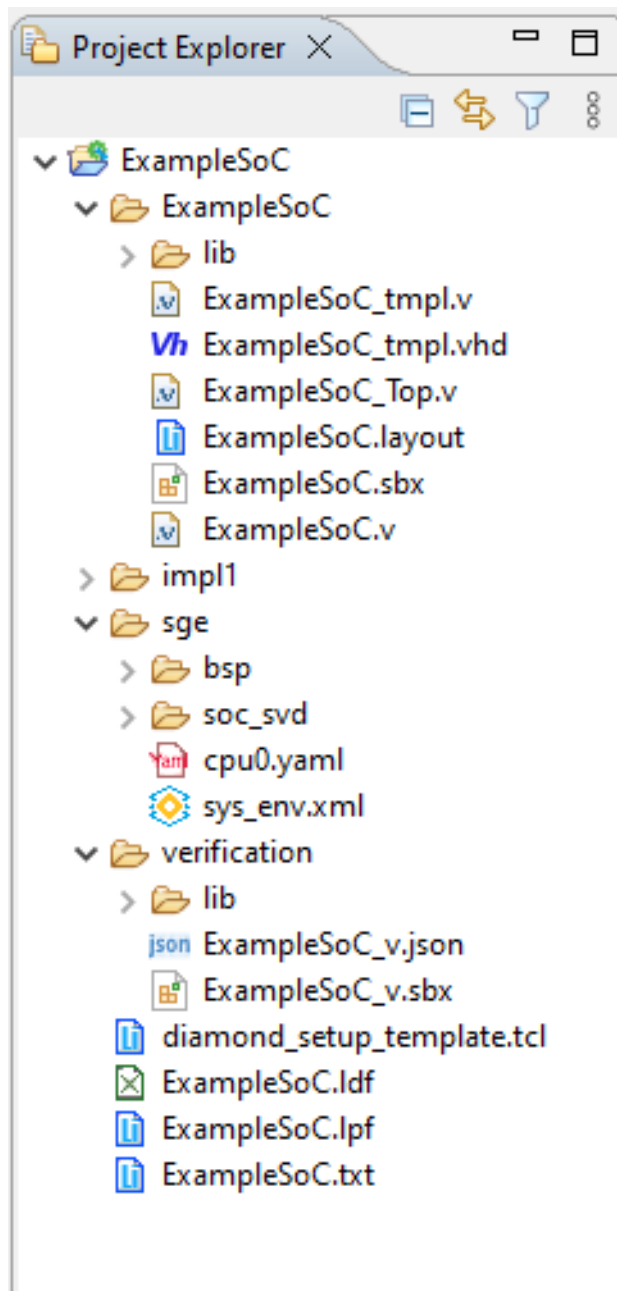 Project Explorer
ExampleSoC
ExampleSoC
lib
ExampleSoC_tmpl.v
Vh ExampleSoC_tmpl.vhd
ExampleSoC_Top.v
ExampleSoC.layout
ExampleSoC.sbx
ExampleSoC.v
impl1
sge
bsp
soc_svd
Yaml cpu0.yaml
sys_env.xml
verification
lib
json ExampleSoC_v.json
ExampleSoC_v.sbx
diamond_setup_template.tcl
ExampleSoC.ldf
ExampleSoC.lpf
ExampleSoC.txt